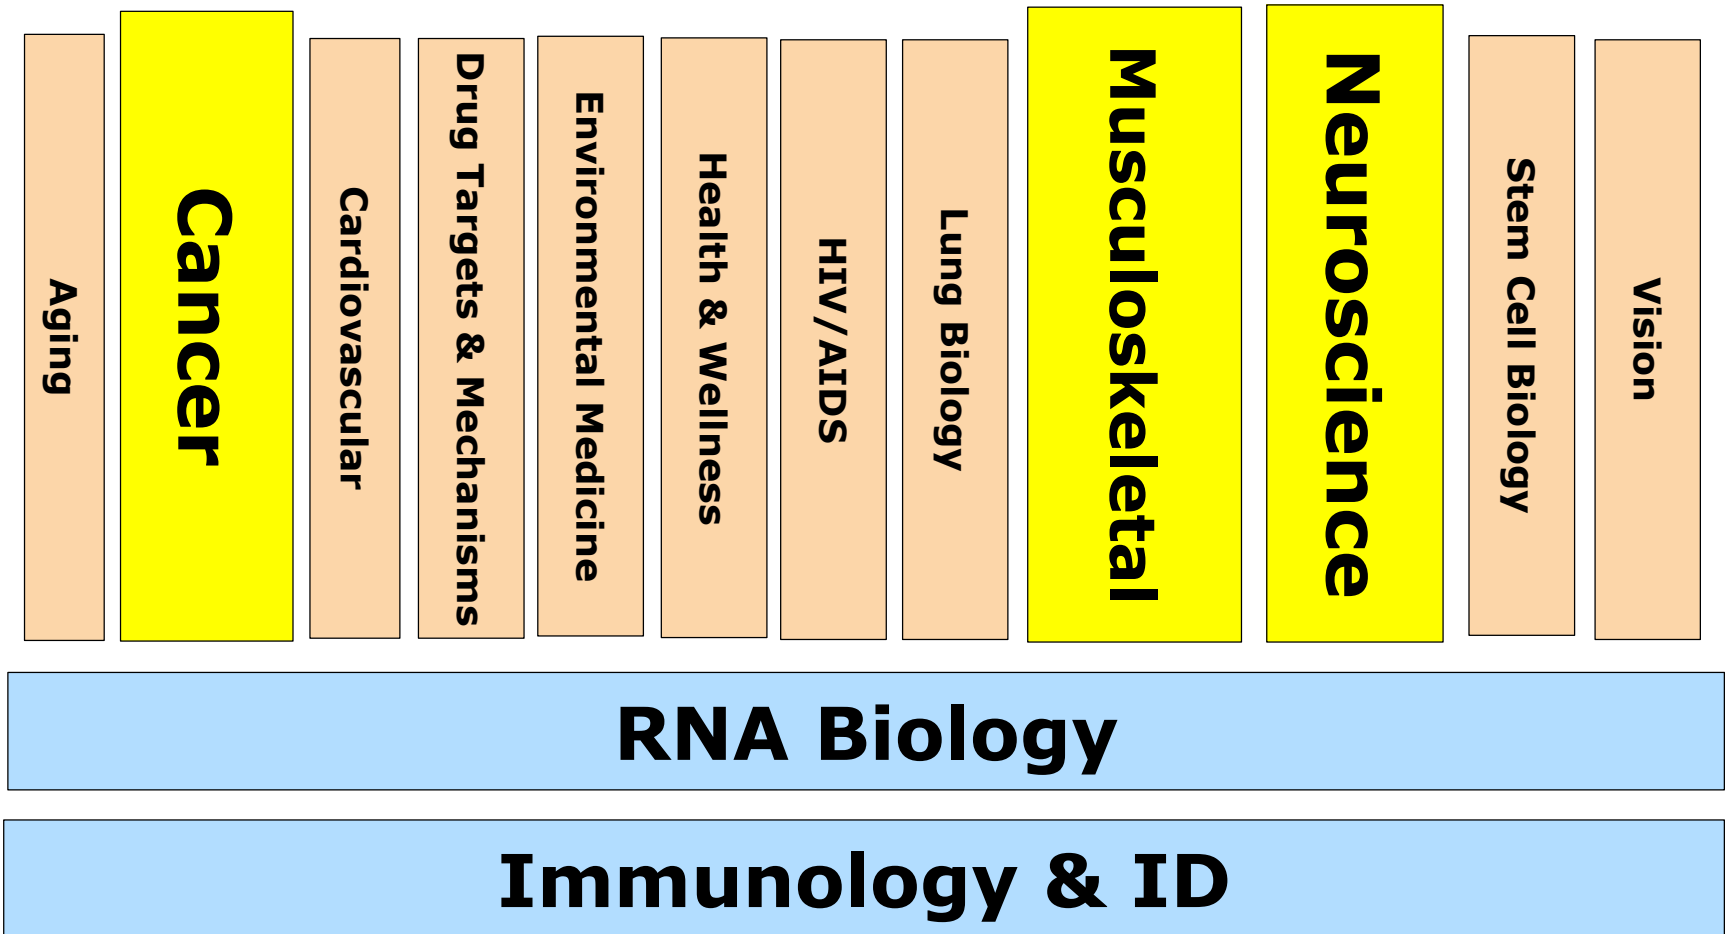 Aging
Cancer
Cardiovascular
Drug Targets & Mechanisms
Environmental Medicine
Health & Wellness
HIV/AIDS
Lung Biology
Musculoskeletal
Neuroscience
Stem Cell Biology
Vision
RNA Biology
Immunology & ID